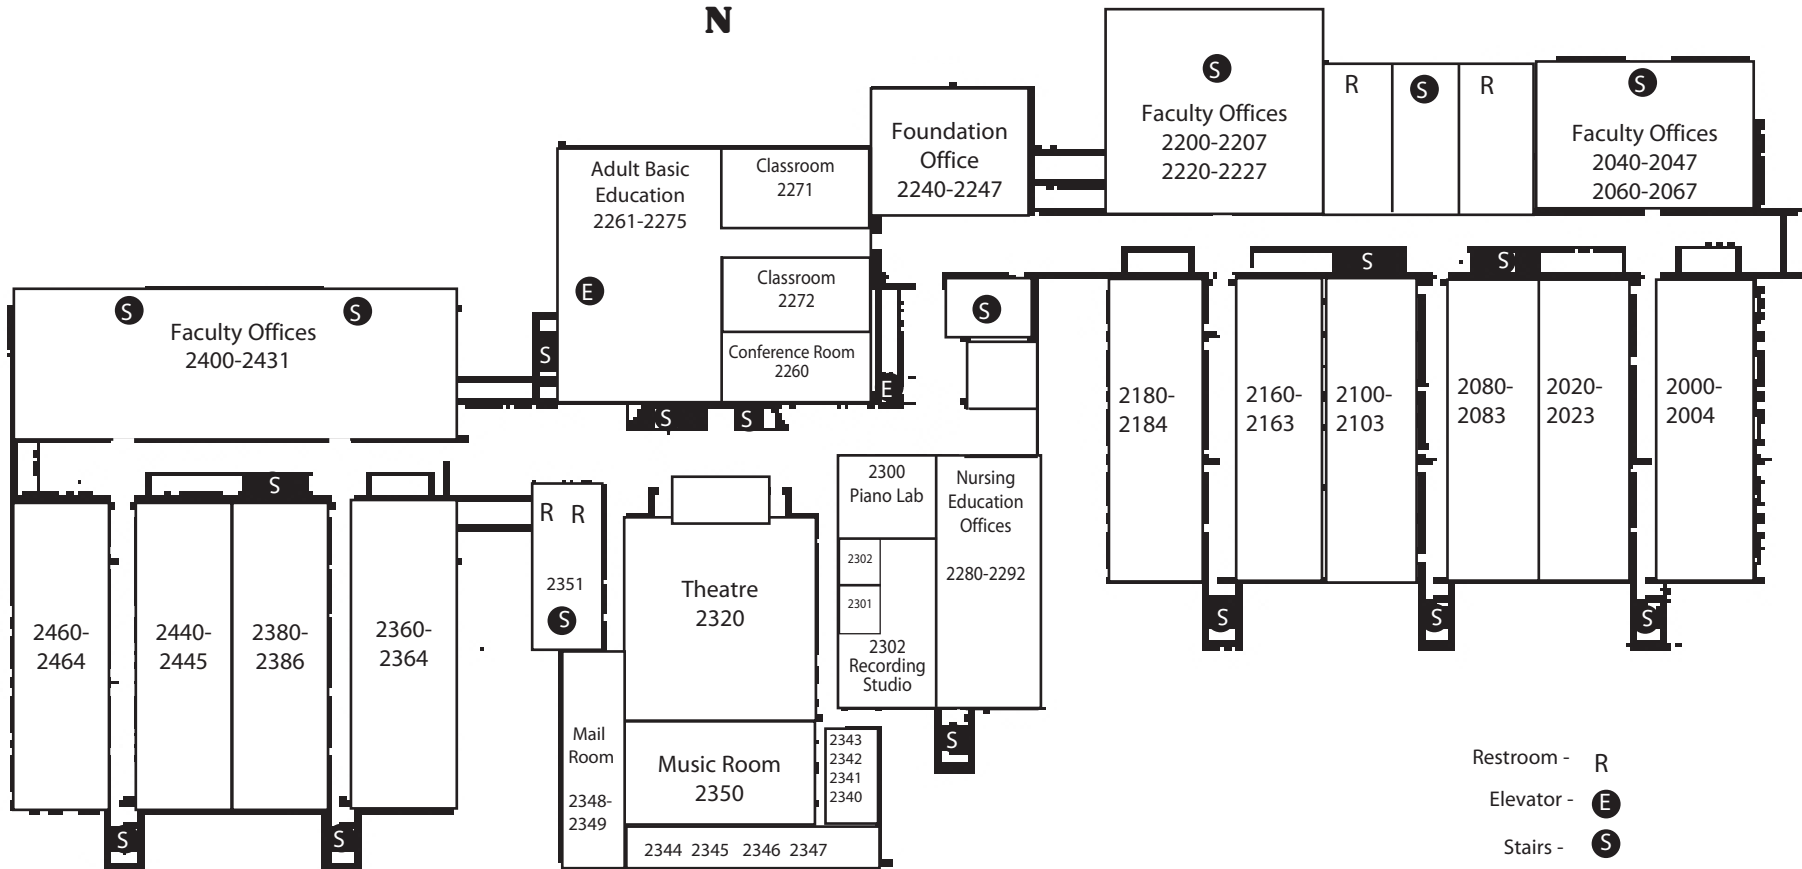 N
S
Faculty Offices
2200-2207
2220-2227
R
S
R
S
Faculty Offices
2040-2047
2060-2067
Foundation
Office
2240-2247
Adult Basic
Education
2261-2275
E
Classroom
2271
Classroom
2272
Conference Room
2260
S
S
Faculty Offices
2400-2431
S
S
S
E
S
S
S
2180-
2184
2160-
2163
2100-
2103
2080-
2083
2020-
2023
2000-
2004
S
S
S
S
2460-
2464
2440-
2445
2380-
2386
2360-
2364
S
S
R R
2351
S
Theatre
2320
2300
Piano Lab
2302
2301
2302
Recording
Studio
Nursing
Education
Offices
2280-2292
S
Mail
Room
2348-
2349
Music Room
2350
2343
2342
2341
2340
2344 2345 2346 2347
Restroom - R
Elevator - E
Stairs - S